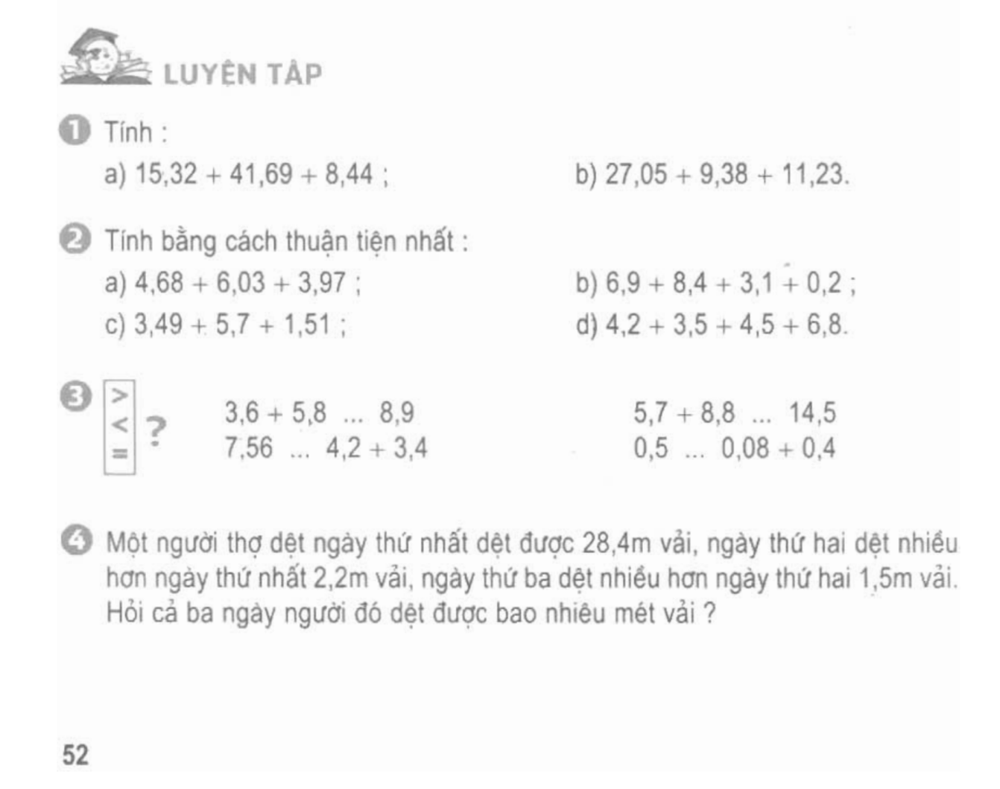 LUYỆN TẬP
1 Tính :
a) 15,32 + 41,69 + 8,44 ; b) 27,05 + 9,38 + 11,23.
2 Tính bằng cách thuận tiện nhất :
a) 4,68 + 6,03 + 3,97 ; b) 6,9 + 8,4 + 3,1 + 0,2 ;
c) 3,49 + 5,7 + 1,51 ; d) 4,2 + 3,5 + 4,5 + 6,8.
3 > < = ?
3,6 + 5,8 ... 8,9 5,7 + 8,8 ... 14,5
7,56 ... 4,2 + 3,4 0,5 ... 0,08 + 0,4
4 Một người thợ dệt ngày thứ nhất dệt được 28,4m vải, ngày thứ hai dệt nhiều
hơn ngày thứ nhất 2,2m vải, ngày thứ ba dệt nhiều hơn ngày thứ hai 1,5m vải.
Hỏi cả ba ngày người đó dệt được bao nhiêu mét vải ?
52